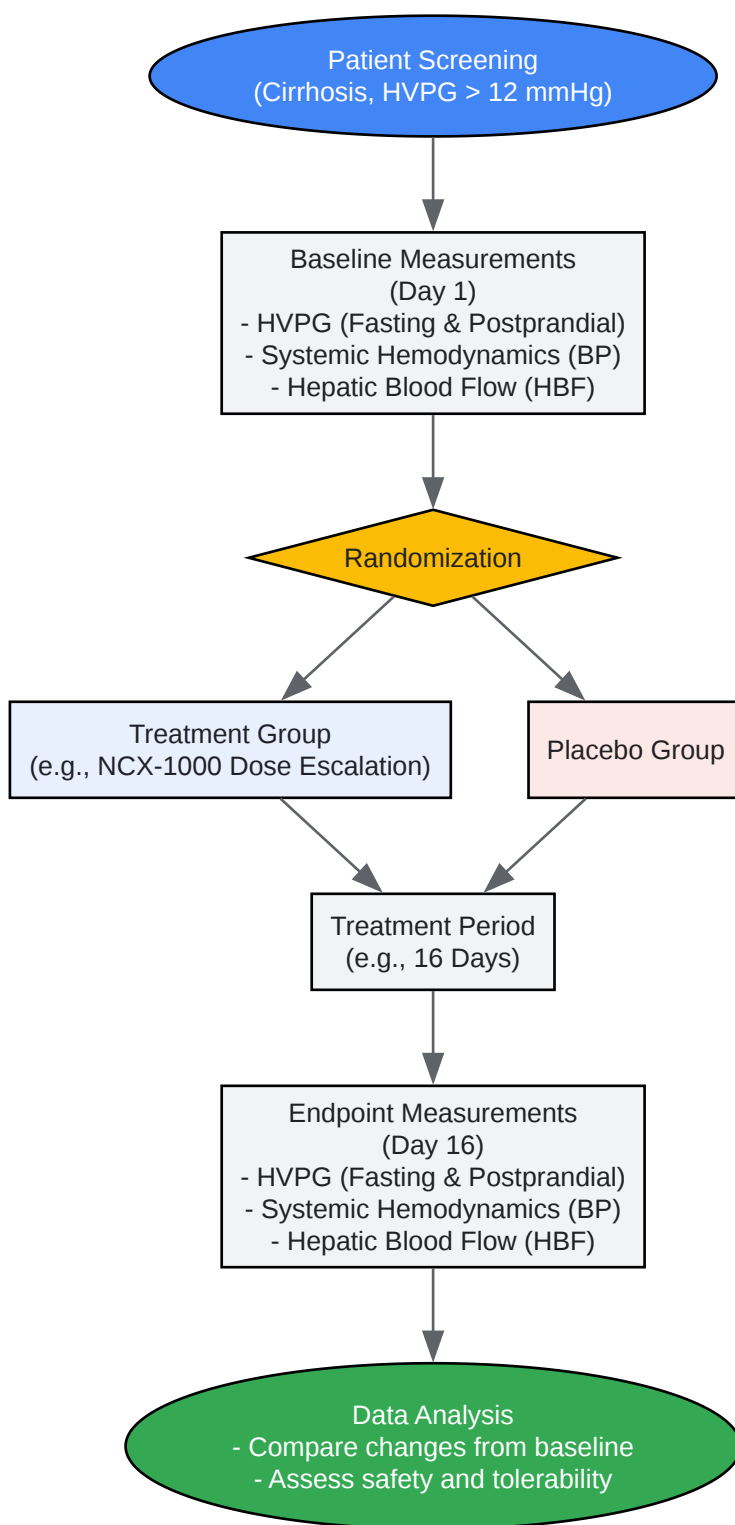 Patient Screening
(Cirrhosis, HVPG > 12 mmHg)
Baseline Measurements
(Day 1)
- HVPG (Fasting & Postprandial)
- Systemic Hemodynamics (BP)
- Hepatic Blood Flow (HBF)
Randomization
Treatment Group
(e.g., NCX-1000 Dose Escalation)
Placebo Group
Treatment Period
(e.g., 16 Days)
Endpoint Measurements
(Day 16)
- HVPG (Fasting & Postprandial)
- Systemic Hemodynamics (BP)
- Hepatic Blood Flow (HBF)
Data Analysis
- Compare changes from baseline
- Assess safety and tolerability